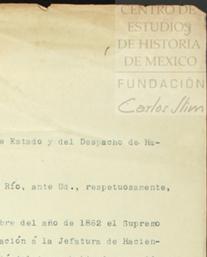 CENTRO DE
ESTUDIOS
DE HISTORIA
DE MEXICO
FUNDACIÓN
Carlos Slim
e Estado y del Despacho de Ha-
Río, ante Ud., respetuosamente,
bre del año de 1862 el Supremo
ación á la Jefatura de Hacien-